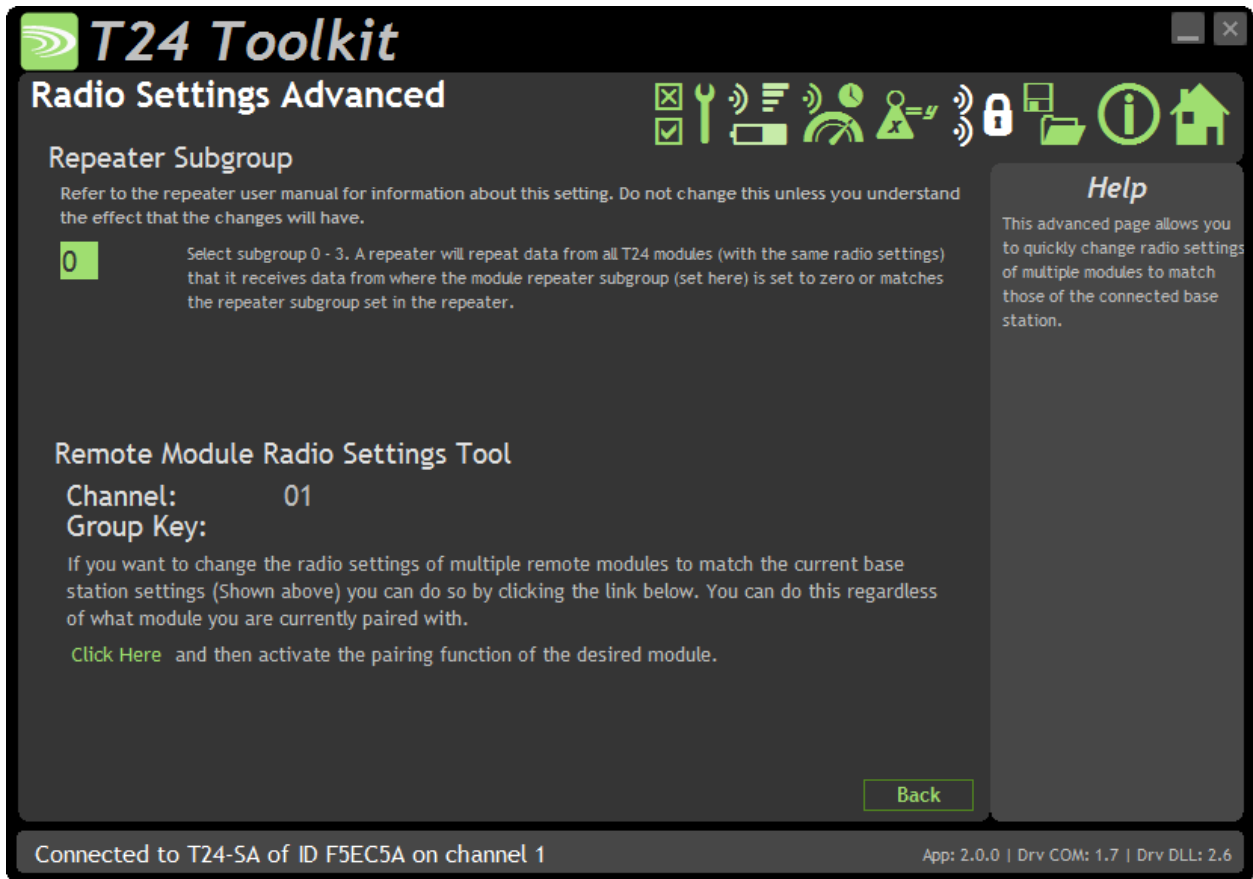 T24 Toolkit
Radio Settings Advanced
x=y
Repeater Subgroup
Refer to the repeater user manual for information about this setting. Do not change this unless you understand
the effect that the changes will have.
0
Select subgroup 0 - 3. A repeater will repeat data from all T24 modules (with the same radio settings)
that it receives data from where the module repeater subgroup (set here) is set to zero or matches
the repeater subgroup set in the repeater.
Remote Module Radio Settings Tool
Channel: 01
Group Key:
If you want to change the radio settings of multiple remote modules to match the current base
station settings (Shown above) you can do so by clicking the link below. You can do this regardless
of what module you are currently paired with.
Click Here and then activate the pairing function of the desired module.
Back
Help
This advanced page allows you
to quickly change radio settings
of multiple modules to match
those of the connected base
station.
Connected to T24-SA of ID F5EC5A on channel 1
App: 2.0.0 | Drv COM: 1.7 | Drv DLL: 2.6